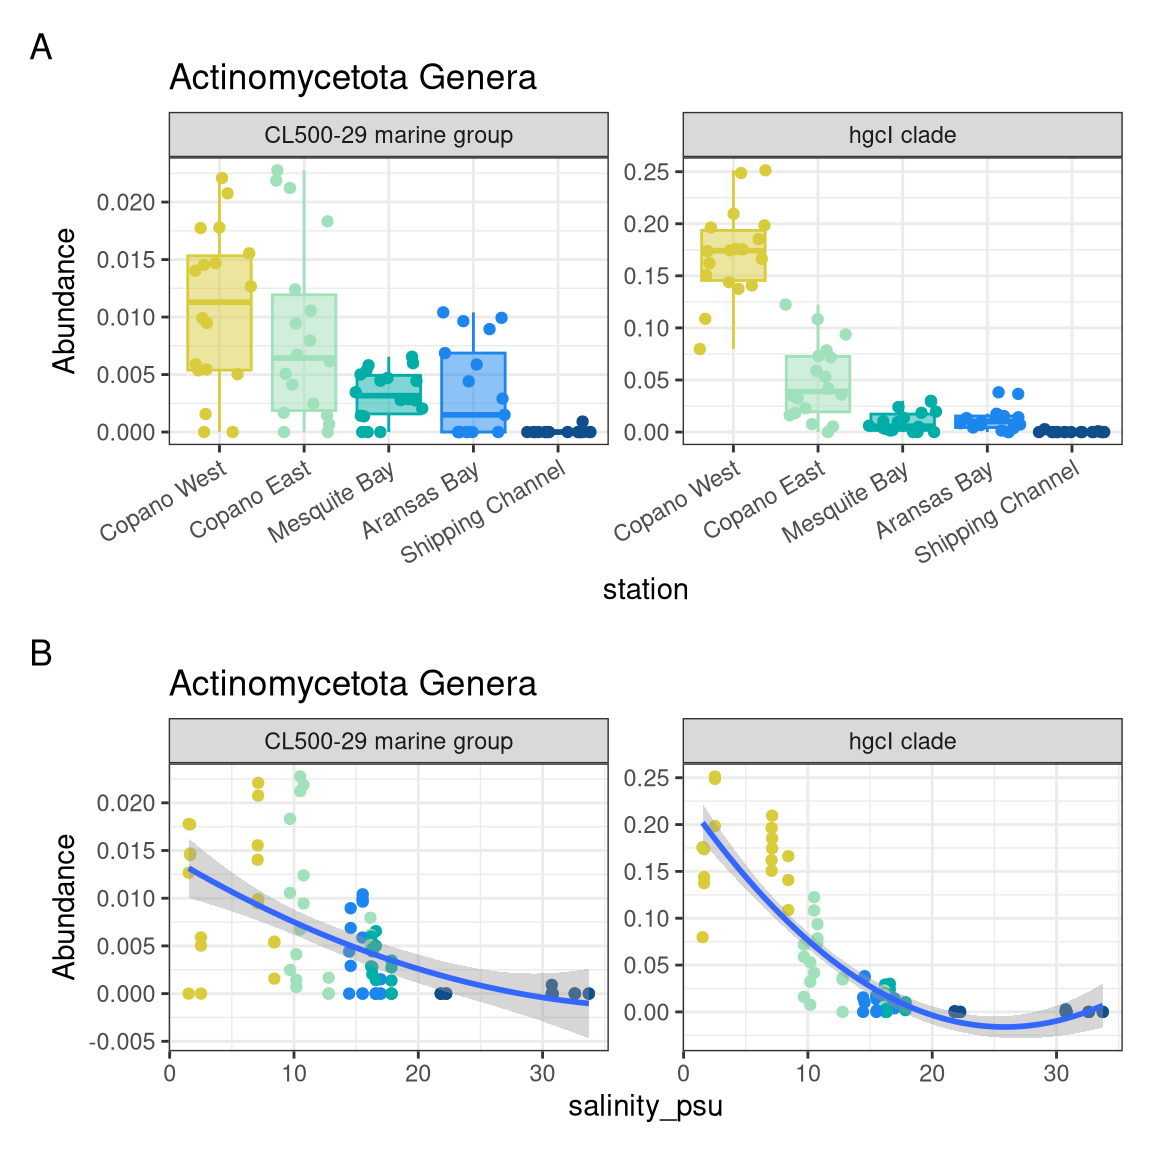 A
Actinomycetota Genera
CL500-29 marine group
hgcI clade
Abundance
0.020
0.015
0.010
0.005
0.000
0.25
0.20
0.15
0.10
0.05
0.00
Copano West
Copano East
Mesquite Bay
Aransas Bay
Shipping Channel
Copano West
Copano East
Mesquite Bay
Aransas Bay
Shipping Channel
station
B
Actinomycetota Genera
CL500-29 marine group
hgcI clade
Abundance
0.020
0.015
0.010
0.005
0.000
-0.005
0.25
0.20
0.15
0.10
0.05
0.00
0 10 20 30
0 10 20 30
salinity_psu